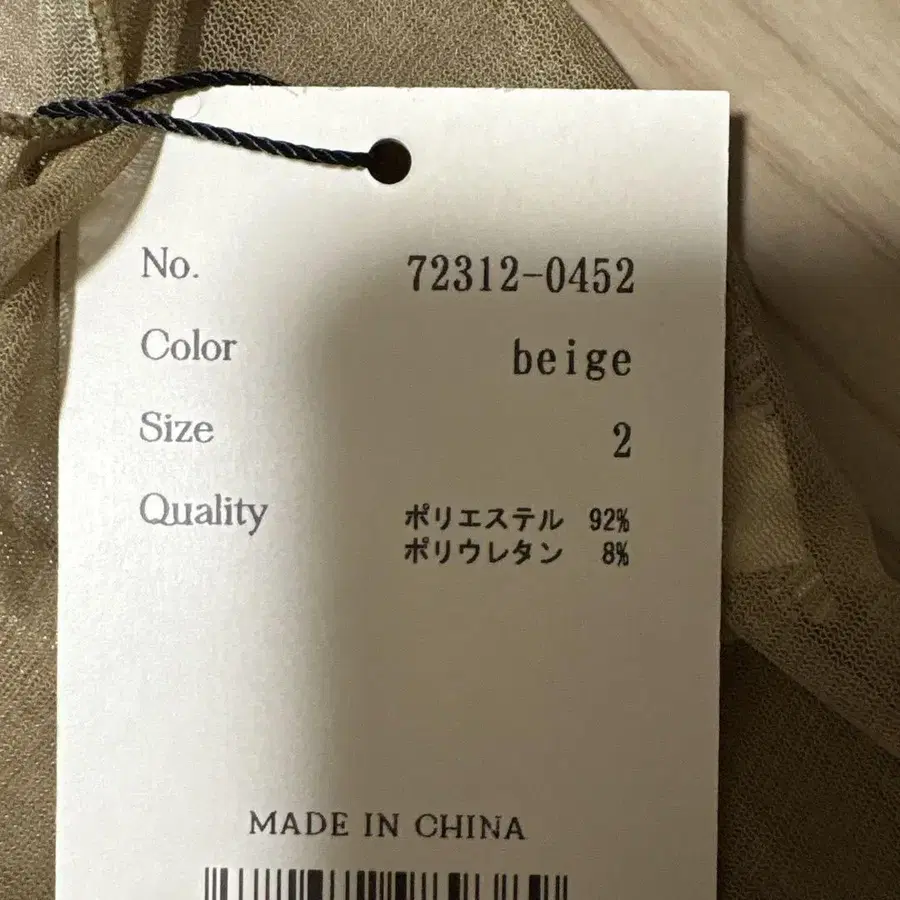 No. 72312-0452
Color beige
Size 2
Quality ポリエステル 92%
ポリウレタン 8%
MADE IN CHINA